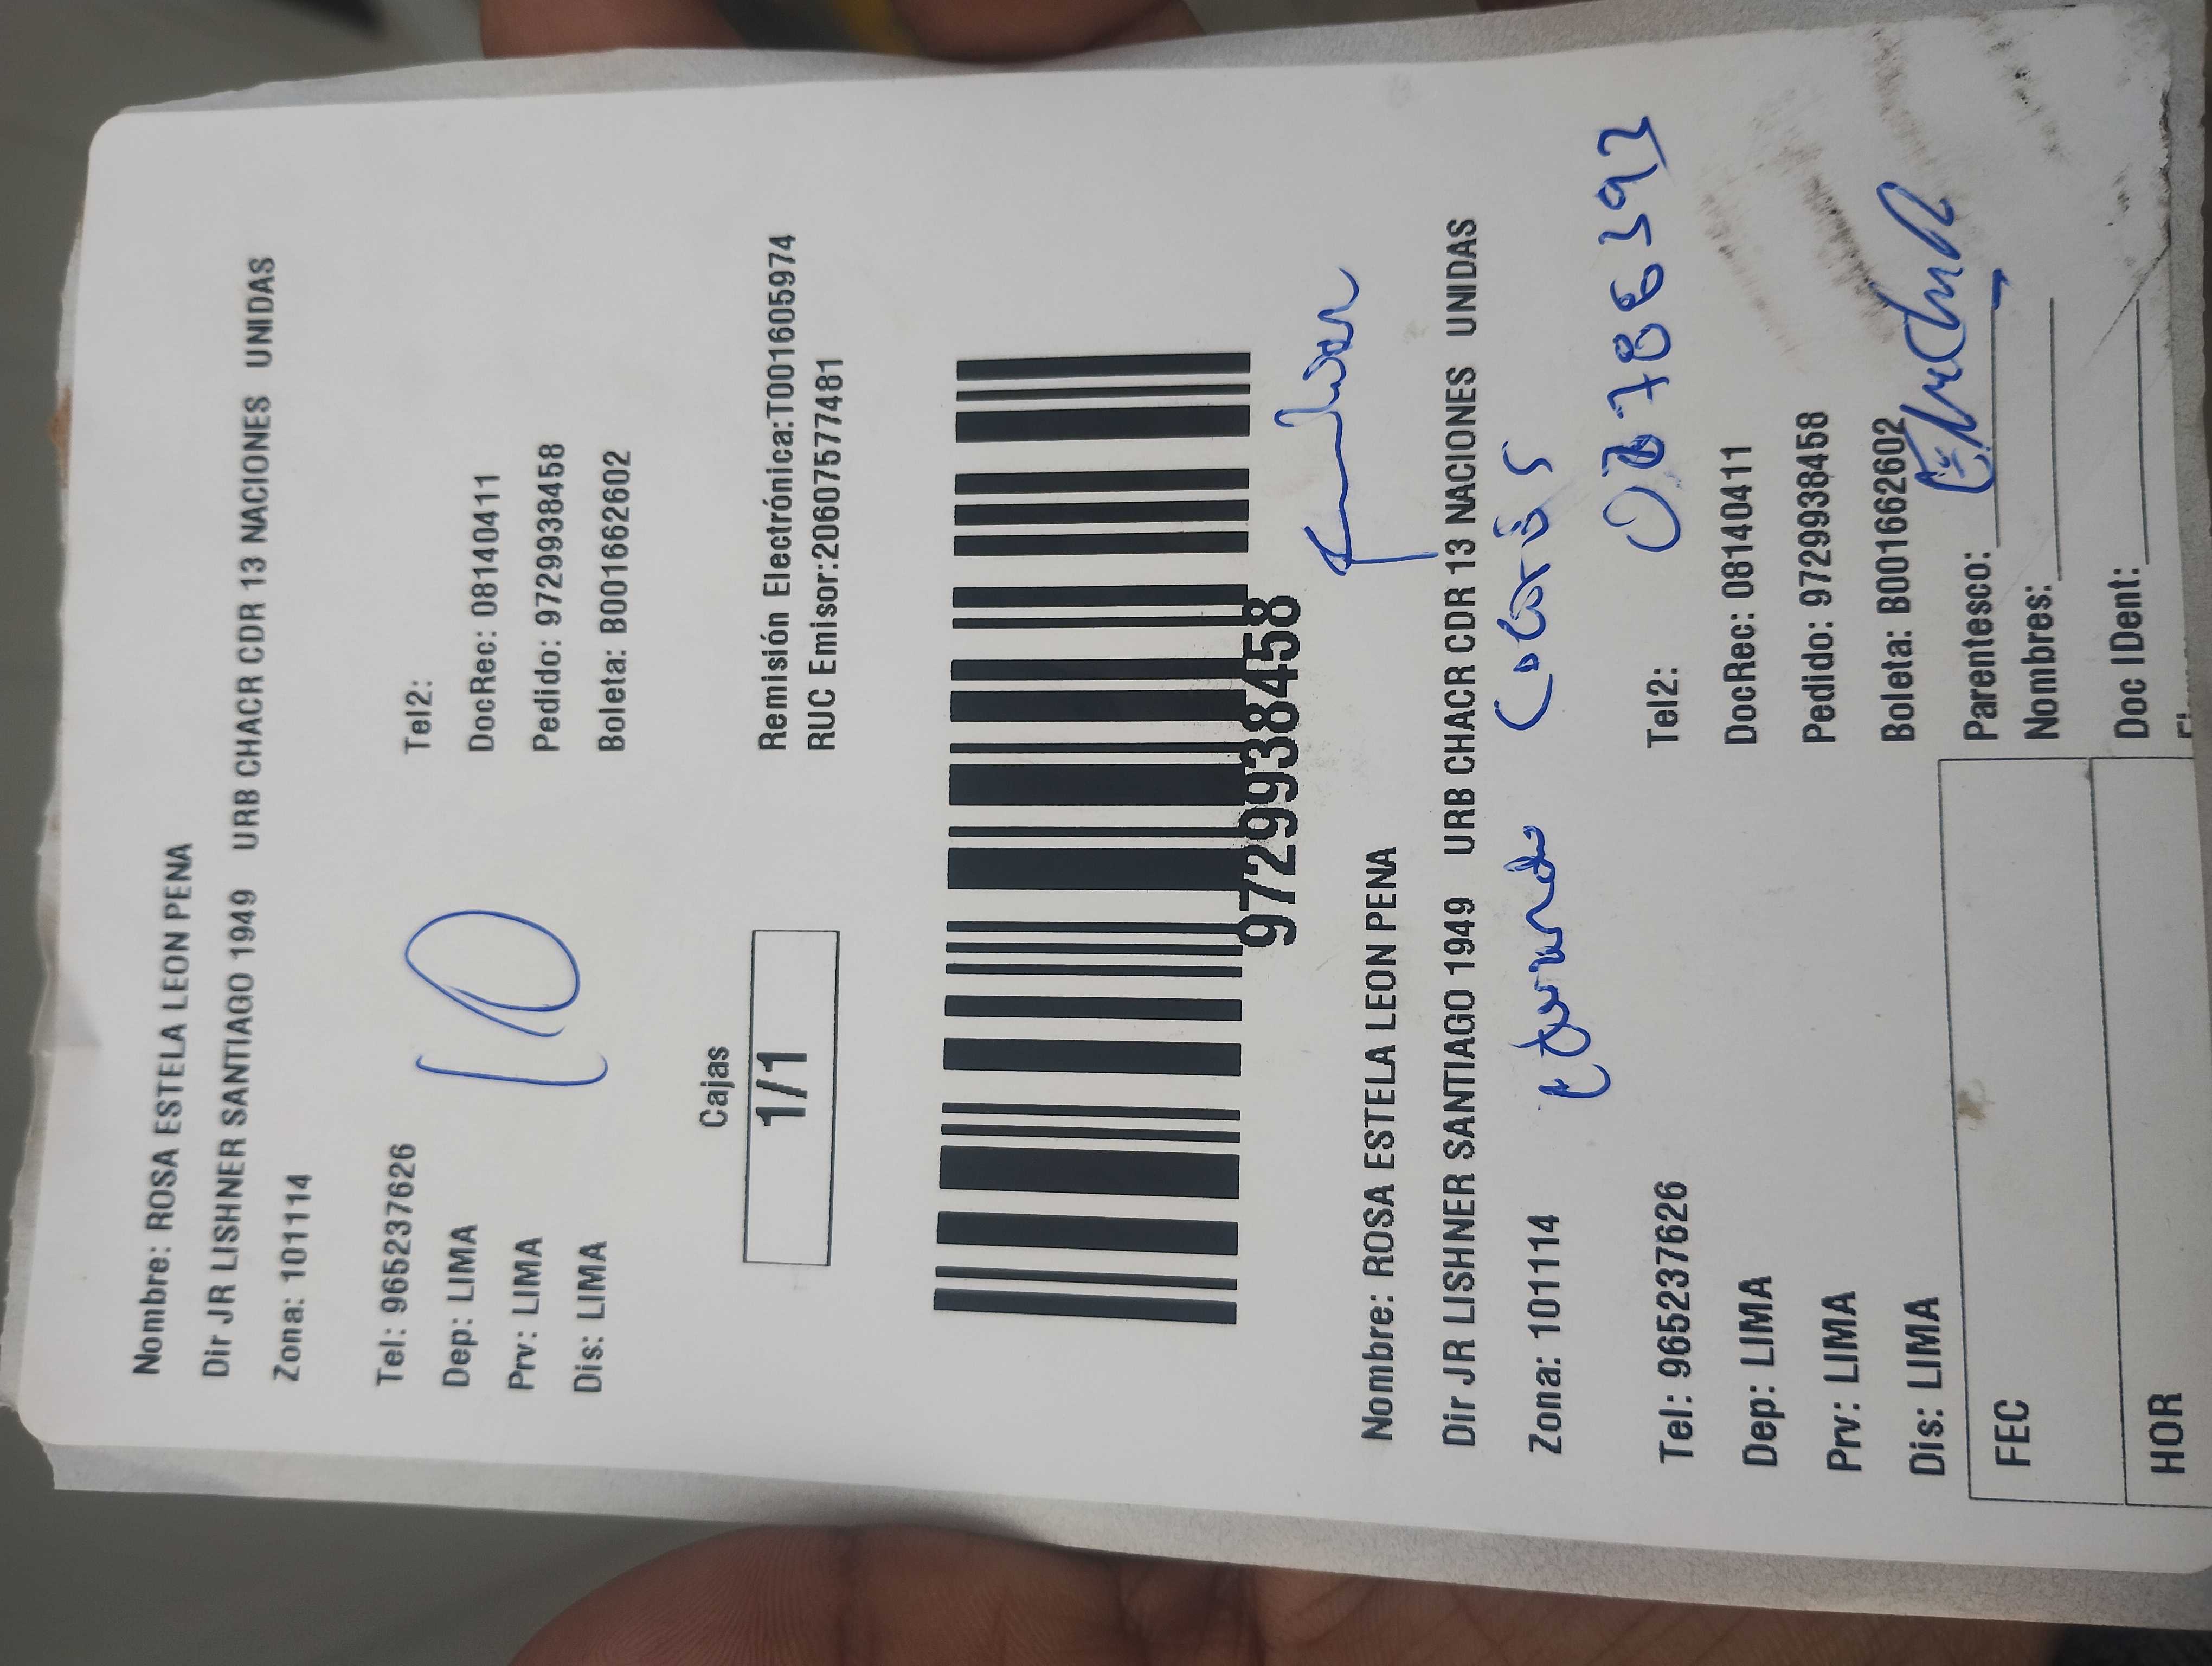 Nombre: ROSA ESTELA LEON PENA
Dir JR LISHNER SANTIAGO 1949 URB CHACR CDR 13 NACIONES UNIDAS
Zona: 101114
Tel: 965237626 Tel2:
Dep: LIMA DocRec: 08140411
Prv: LIMA Pedido: 9729938458
Dis: LIMA Boleta: B001662602
10
Cajas
1/1
Remisión Electrónica:T001605974
RUC Emisor:20607577481
9729938458
Nombre: ROSA ESTELA LEON PENA
Dir JR LISHNER SANTIAGO 1949 URB CHACR CDR 13 NACIONES UNIDAS
Zona: 101114
Tel: 965237626 Tel2:
Dep: LIMA DocRec: 08140411
Prv: LIMA Pedido: 9729938458
Dis: LIMA Boleta: B001662602
FEC Parentesco:
Nombres:
HOR Doc IDent: